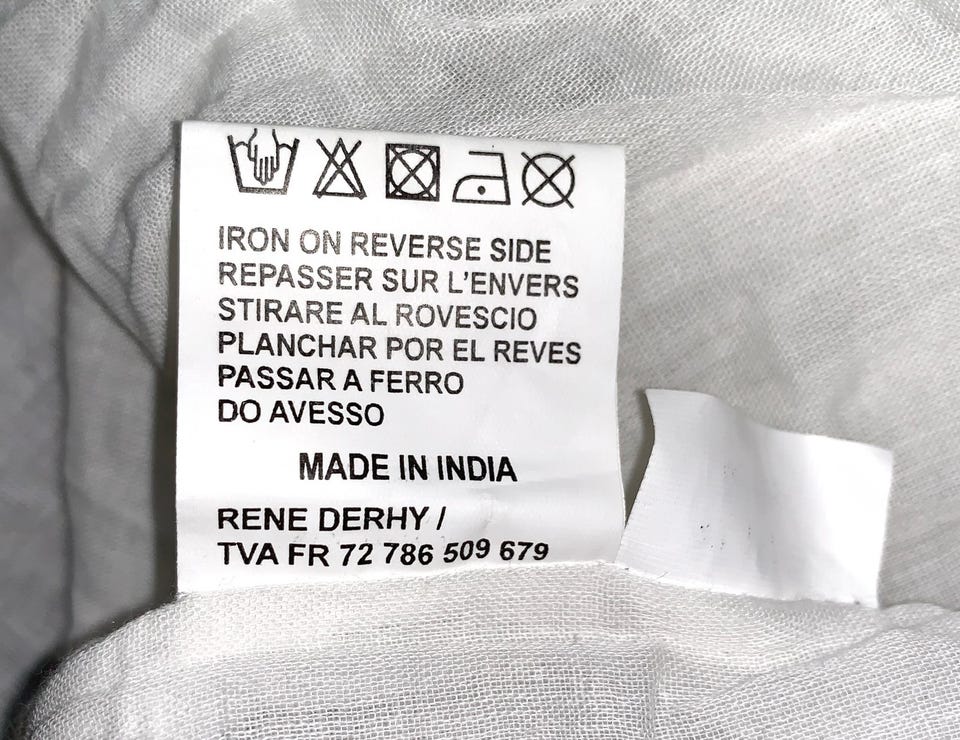 IRON ON REVERSE SIDE
REPASSER SUR L'ENVERS
STIRARE AL ROVESCIO
PLANCHAR POR EL REVES
PASSAR A FERRO
DO AVESSO
MADE IN INDIA
RENE DERHY /
TVA FR 72 786 509 679